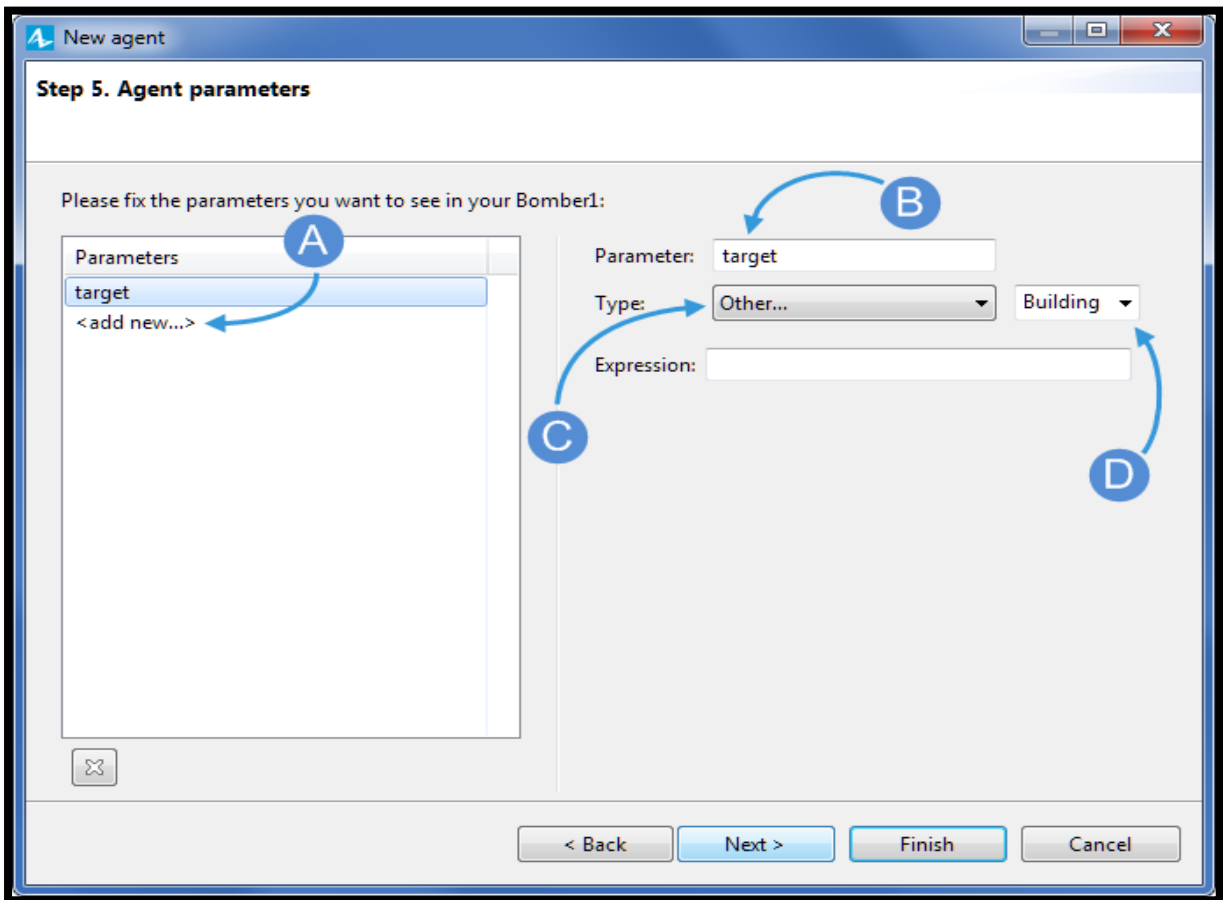 New agent
Step 5. Agent parameters
Please fix the parameters you want to see in your Bomber1:
A
B
Parameters
Parameter: target
target
Type: Other... Building
<add new...>
Expression:
C
D
< Back Next > Finish Cancel